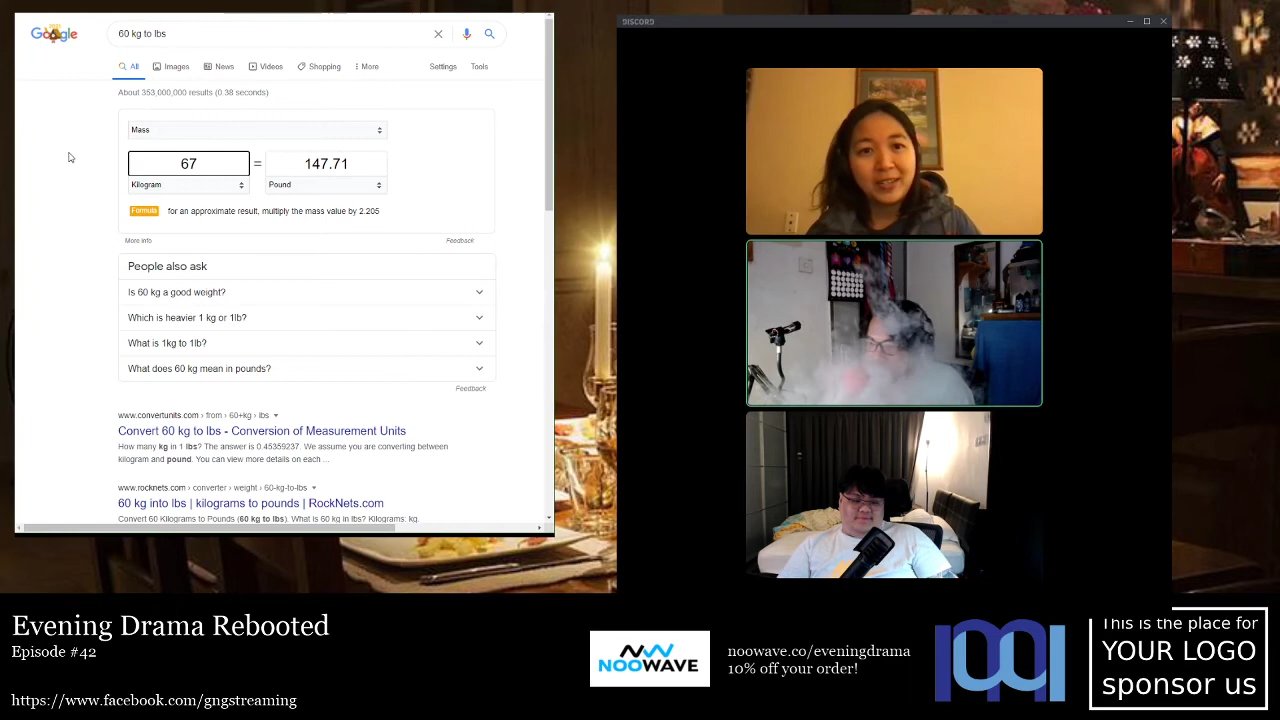 Google
60 kg to lbs
All Images News Videos Shopping More
Settings Tools
About 353,000,000 results (0.38 seconds)
Mass
67 = 147.71
Kilogram Pound
Formula for an approximate result, multiply the mass value by 2.205
More info Feedback
People also ask
Is 60 kg a good weight?
Which is heavier 1 kg or 1lb?
What is 1kg to 1lb?
What does 60 kg mean in pounds?
Feedback
www.convertunits.com › from › 60+kg › lbs
Convert 60 kg to lbs - Conversion of Measurement Units
How many kg in 1 lbs? The answer is 0.45359237. We assume you are converting between
kilogram and pound. You can view more details on each ...
www.rocknets.com › converter › weight › 60-kg-to-lbs
60 kg into lbs | kilograms to pounds | RockNets.com
Convert 60 Kilograms to Pounds (60 kg to lbs). What is 60 kg in lbs? Kilograms: kg.
DISCORD
Evening Drama Rebooted
Episode #42
https://www.facebook.com/gngstreaming
NOOWAVE
noowave.co/eveningdrama
10% off your order!
This is the place for
YOUR LOGO
sponsor us